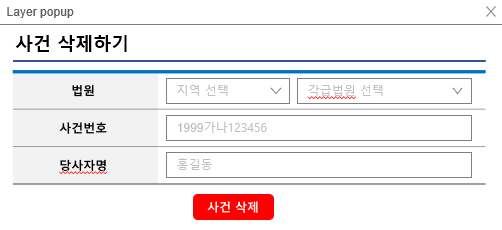 Layer popup
사건 삭제하기
법원 지역 선택 각급법원 선택
사건번호 1999가나123456
당사자명 홍길동
사건 삭제